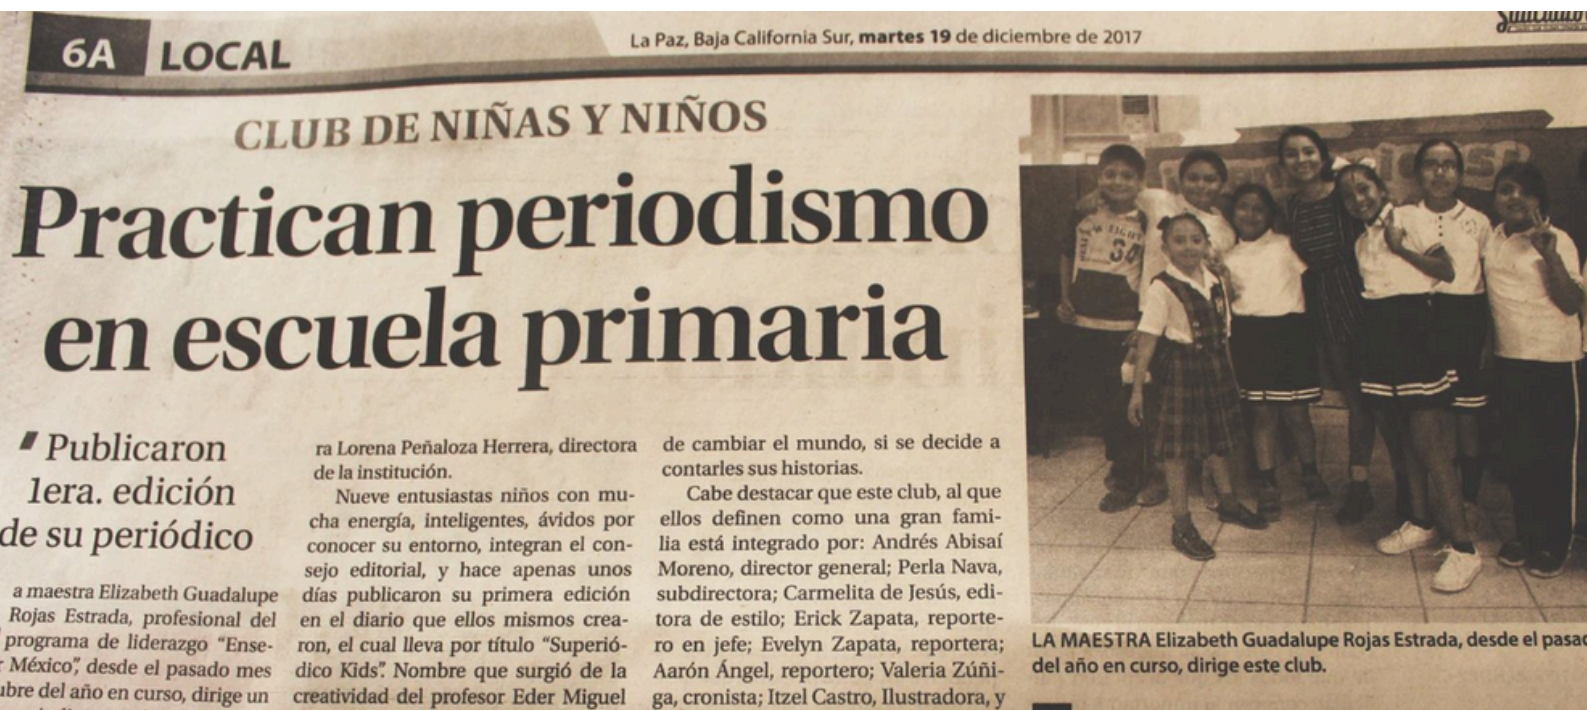 6A LOCAL
La Paz, Baja California Sur, martes 19 de diciembre de 2017
CLUB DE NIÑAS Y NIÑOS
Practican periodismo
en escuela primaria
Publicaron
1era. edición
de su periódico
a maestra Elizabeth Guadalupe
Rojas Estrada, profesional del
programa de liderazgo “Ense-
México”, desde el pasado mes
ubre del año en curso, dirige un
ra Lorena Peñaloza Herrera, directora
de la institución.
Nueve entusiastas niños con mu-
cha energía, inteligentes, ávidos por
conocer su entorno, integran el con-
sejo editorial, y hace apenas unos
días publicaron su primera edición
en el diario que ellos mismos crea-
ron, el cual lleva por título “Superió-
dico Kids”. Nombre que surgió de la
creatividad del profesor Eder Miguel
de cambiar el mundo, si se decide a
contarles sus historias.
Cabe destacar que este club, al que
ellos definen como una gran fami-
lia está integrado por: Andrés Abisaí
Moreno, director general; Perla Nava,
subdirectora; Carmelita de Jesús, edi-
tora de estilo; Erick Zapata, reporte-
ro en jefe; Evelyn Zapata, reportera;
Aarón Ángel, reportero; Valeria Zúñi-
ga, cronista; Itzel Castro, Ilustradora, y
LA MAESTRA Elizabeth Guadalupe Rojas Estrada, desde el pasad
del año en curso, dirige este club.